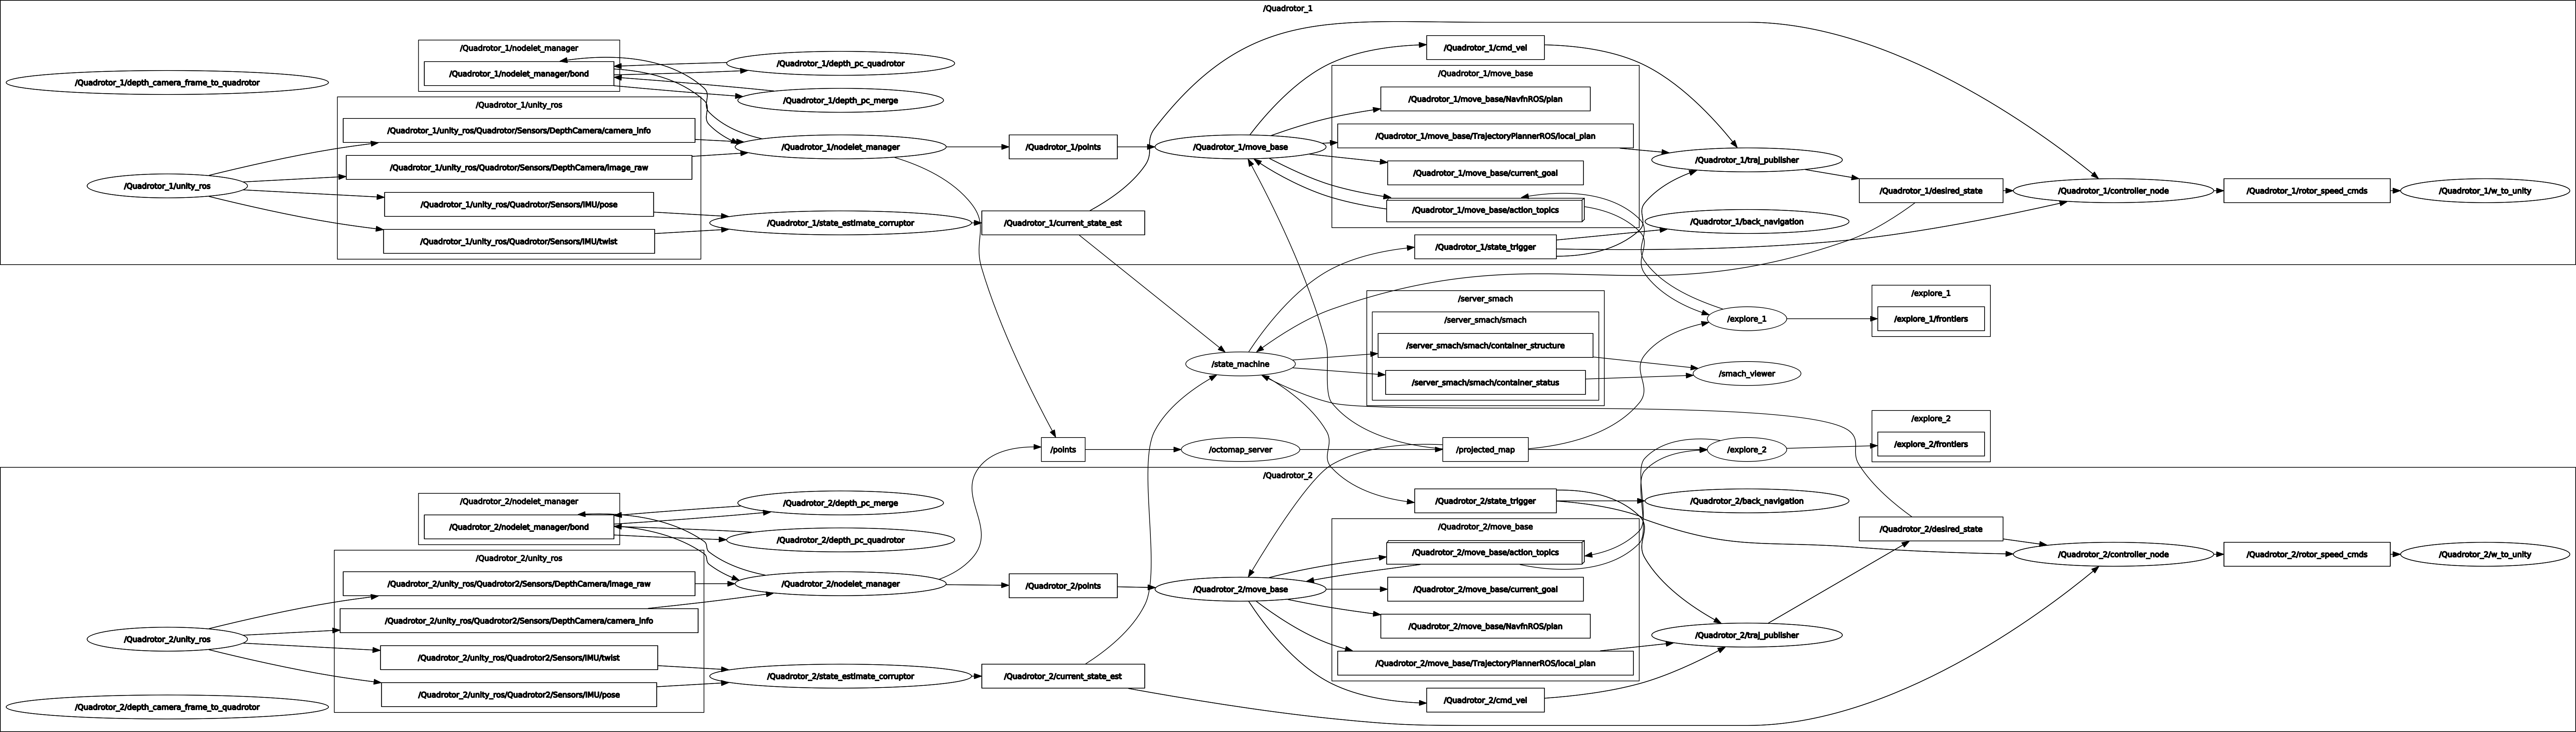 /Quadrotor_1
/Quadrotor_1/nodelet_manager
/Quadrotor_1/nodelet_manager/bond
/Quadrotor_1/depth_pc_quadrotor
/Quadrotor_1/depth_pc_merge
/Quadrotor_1/depth_camera_frame_to_quadrotor
/Quadrotor_1/unity_ros
/Quadrotor_1/unity_ros/Quadrotor/Sensors/DepthCamera/camera_info
/Quadrotor_1/unity_ros/Quadrotor/Sensors/DepthCamera/image_raw
/Quadrotor_1/unity_ros/Quadrotor/Sensors/IMU/pose
/Quadrotor_1/unity_ros/Quadrotor/Sensors/IMU/twist
/Quadrotor_1/unity_ros
/Quadrotor_1/nodelet_manager
/Quadrotor_1/state_estimate_corruptor
/Quadrotor_1/points
/Quadrotor_1/current_state_est
/Quadrotor_1/move_base
/Quadrotor_1/cmd_vel
/Quadrotor_1/move_base
/Quadrotor_1/move_base/NavfnROS/plan
/Quadrotor_1/move_base/TrajectoryPlannerROS/local_plan
/Quadrotor_1/move_base/current_goal
/Quadrotor_1/move_base/action_topics
/Quadrotor_1/state_trigger
/Quadrotor_1/traj_publisher
/Quadrotor_1/back_navigation
/Quadrotor_1/desired_state
/Quadrotor_1/controller_node
/Quadrotor_1/rotor_speed_cmds
/Quadrotor_1/w_to_unity
/server_smach
/server_smach/smach
/server_smach/smach/container_structure
/server_smach/smach/container_status
/state_machine
/explore_1
/explore_1
/explore_1/frontiers
/smach_viewer
/points
/octomap_server
/projected_map
/explore_2
/explore_2
/explore_2/frontiers
/Quadrotor_2
/Quadrotor_2/nodelet_manager
/Quadrotor_2/nodelet_manager/bond
/Quadrotor_2/depth_pc_merge
/Quadrotor_2/depth_pc_quadrotor
/Quadrotor_2/unity_ros
/Quadrotor_2/unity_ros/Quadrotor2/Sensors/DepthCamera/image_raw
/Quadrotor_2/unity_ros/Quadrotor2/Sensors/DepthCamera/camera_info
/Quadrotor_2/unity_ros/Quadrotor2/Sensors/IMU/twist
/Quadrotor_2/unity_ros/Quadrotor2/Sensors/IMU/pose
/Quadrotor_2/unity_ros
/Quadrotor_2/depth_camera_frame_to_quadrotor
/Quadrotor_2/nodelet_manager
/Quadrotor_2/state_estimate_corruptor
/Quadrotor_2/points
/Quadrotor_2/current_state_est
/Quadrotor_2/move_base
/Quadrotor_2/state_trigger
/Quadrotor_2/move_base
/Quadrotor_2/move_base/action_topics
/Quadrotor_2/move_base/current_goal
/Quadrotor_2/move_base/NavfnROS/plan
/Quadrotor_2/move_base/TrajectoryPlannerROS/local_plan
/Quadrotor_2/cmd_vel
/Quadrotor_2/back_navigation
/Quadrotor_2/traj_publisher
/Quadrotor_2/desired_state
/Quadrotor_2/controller_node
/Quadrotor_2/rotor_speed_cmds
/Quadrotor_2/w_to_unity